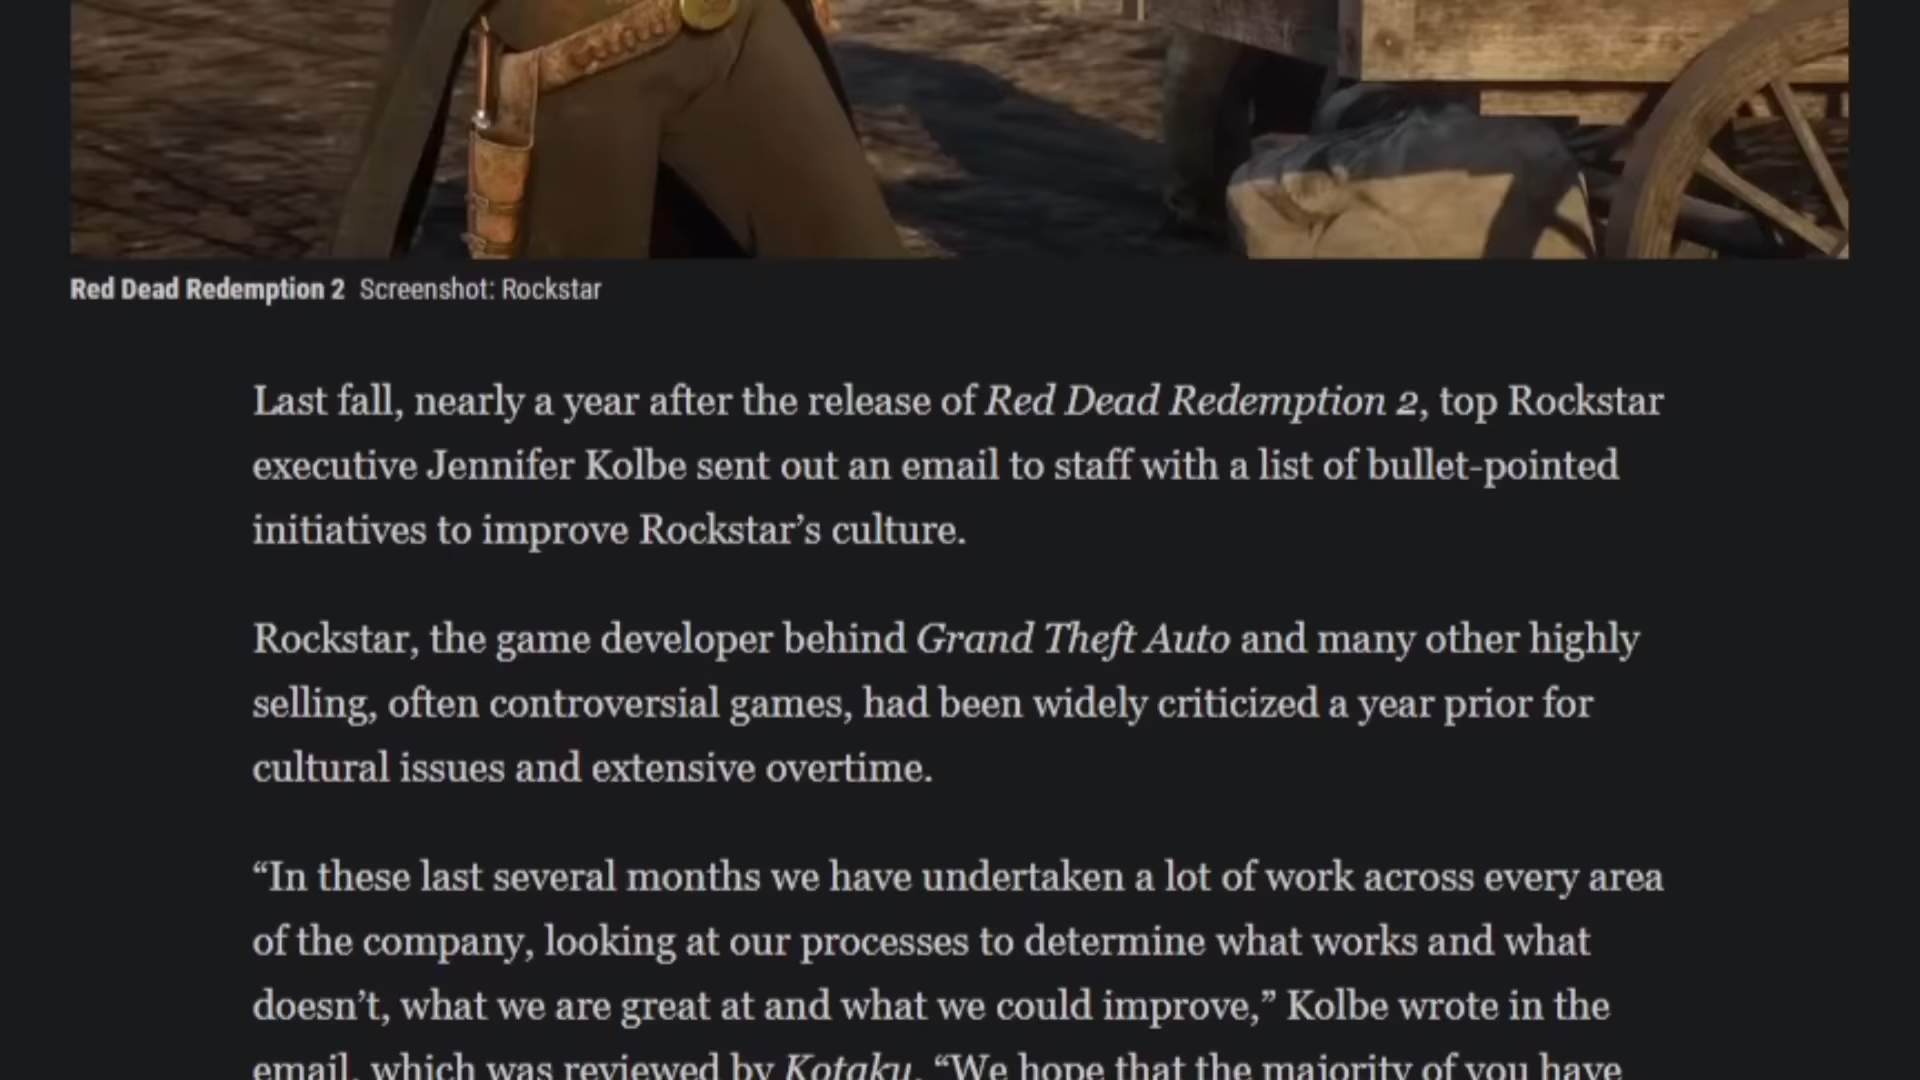 Red Dead Redemption 2 Screenshot: Rockstar
Last fall, nearly a year after the release of Red Dead Redemption 2, top Rockstar
executive Jennifer Kolbe sent out an email to staff with a list of bullet-pointed
initiatives to improve Rockstar’s culture.
Rockstar, the game developer behind Grand Theft Auto and many other highly
selling, often controversial games, had been widely criticized a year prior for
cultural issues and extensive overtime.
“In these last several months we have undertaken a lot of work across every area
of the company, looking at our processes to determine what works and what
doesn’t, what we are great at and what we could improve,” Kolbe wrote in the
email, which was reviewed by Kotaku. “We hope that the majority of you have